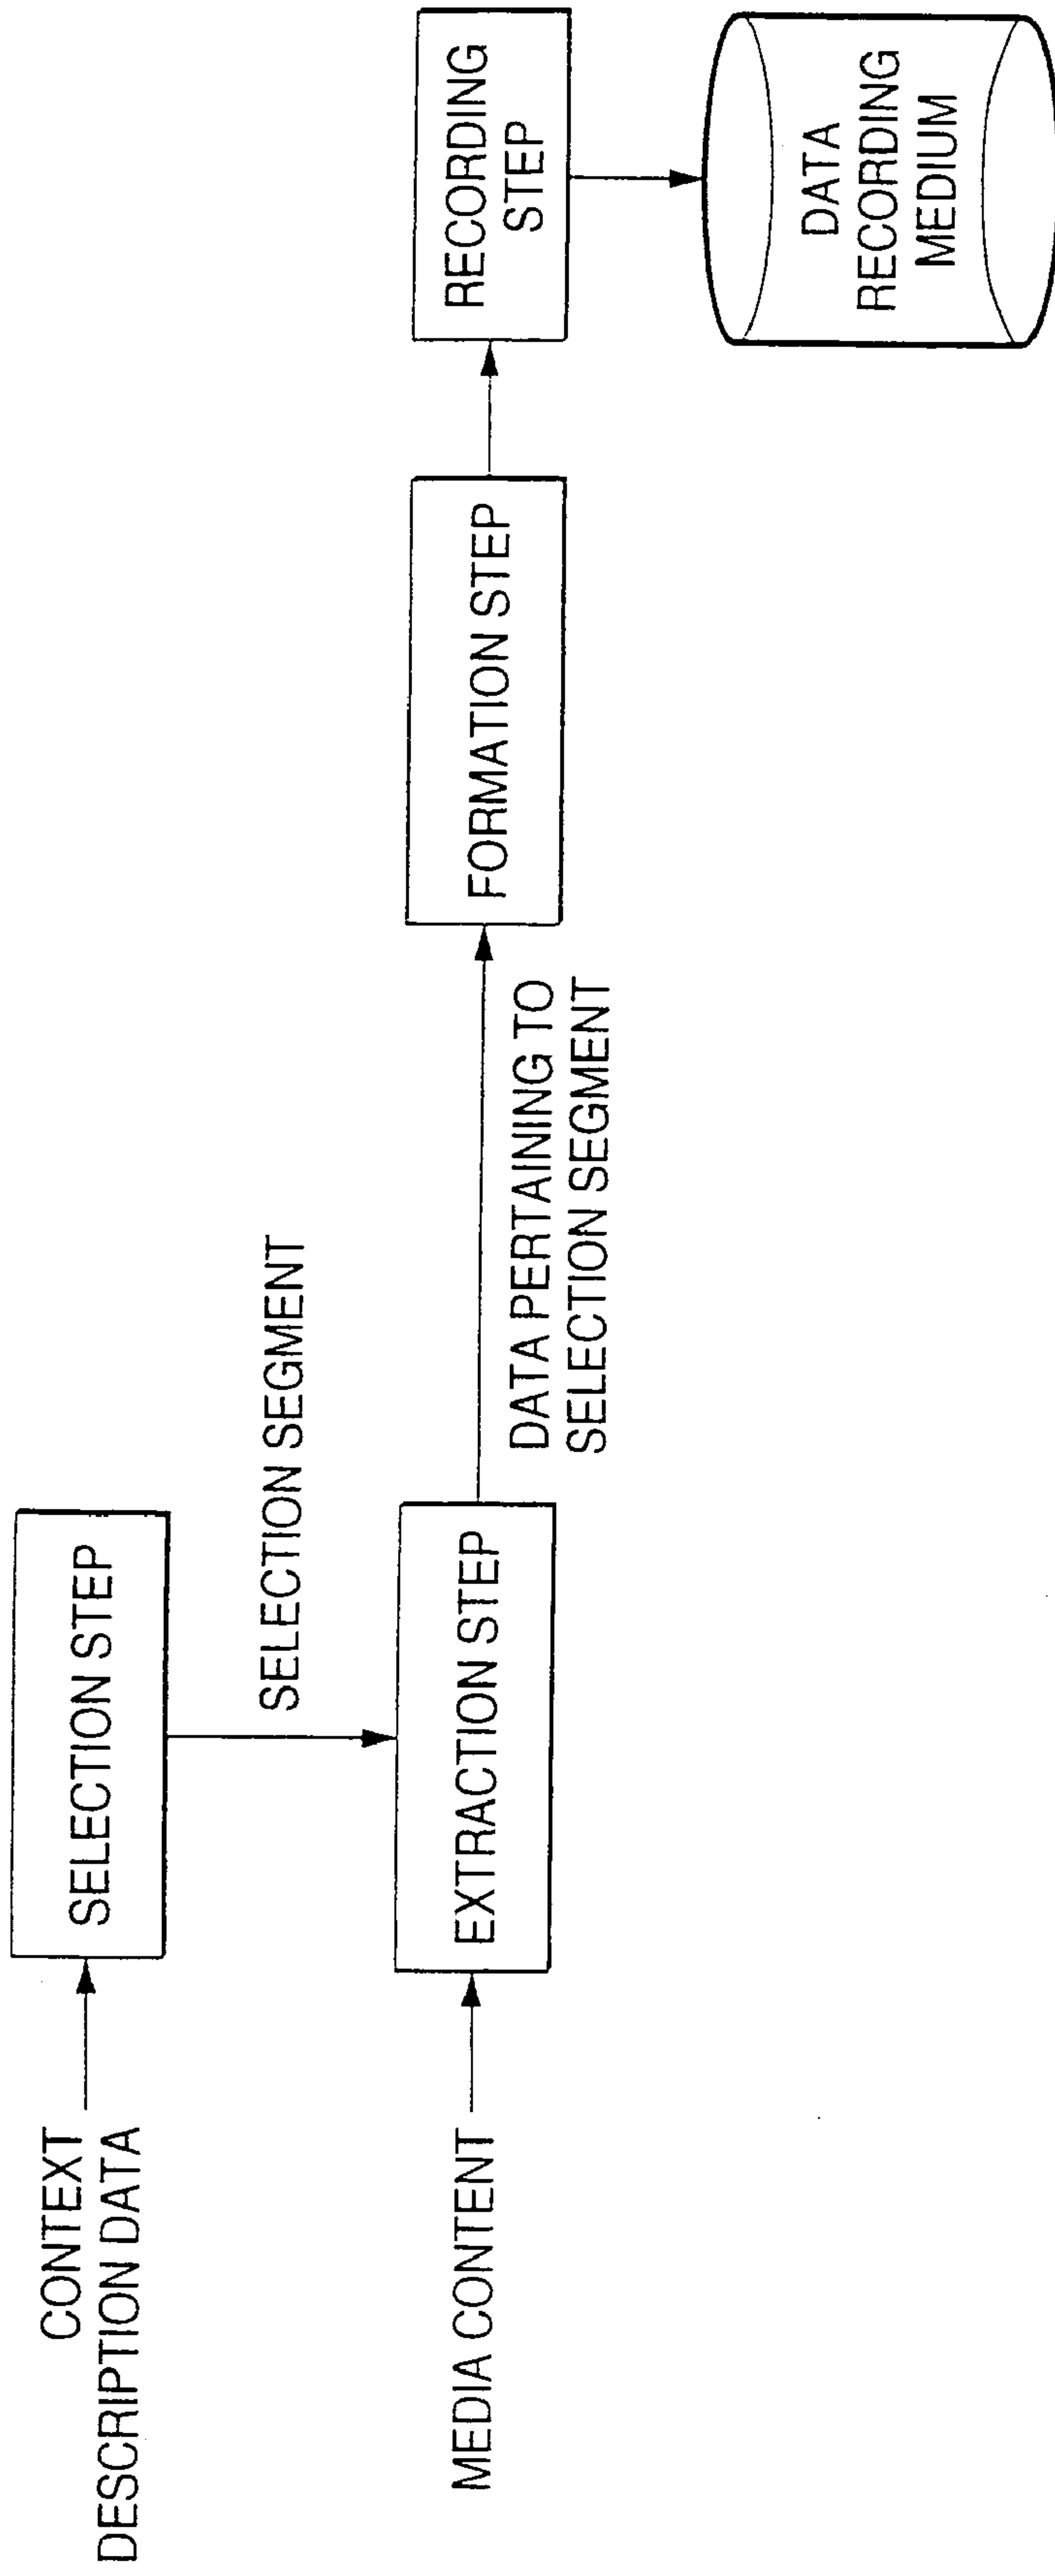 CONTEXT
DESCRIPTION DATA
SELECTION STEP
SELECTION SEGMENT
MEDIA CONTENT
EXTRACTION STEP
DATA PERTAINING TO
SELECTION SEGMENT
FORMATION STEP
RECORDING
STEP
DATA
RECORDING
MEDIUM